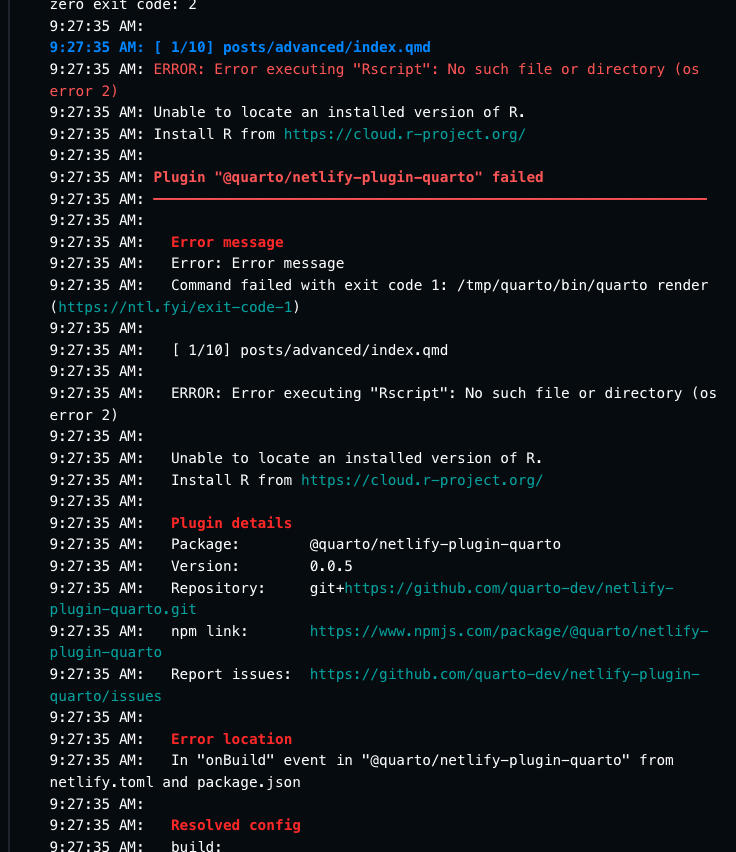 zero exit code: 2
9:27:35 AM:
9:27:35 AM: [ 1/10] posts/advanced/index.qmd
9:27:35 AM: ERROR: Error executing "Rscript": No such file or directory (os
error 2)
9:27:35 AM: Unable to locate an installed version of R.
9:27:35 AM: Install R from https://cloud.r-project.org/
9:27:35 AM:
9:27:35 AM: Plugin "@quarto/netlify-plugin-quarto" failed
9:27:35 AM: ────────────────────────────────────────────────────────────────
9:27:35 AM:
9:27:35 AM:   Error message
9:27:35 AM:   Error: Error message
9:27:35 AM:   Command failed with exit code 1: /tmp/quarto/bin/quarto render
(https://ntl.fyi/exit-code-1)
9:27:35 AM:
9:27:35 AM:   [ 1/10] posts/advanced/index.qmd
9:27:35 AM:
9:27:35 AM:   ERROR: Error executing "Rscript": No such file or directory (os
error 2)
9:27:35 AM:
9:27:35 AM:   Unable to locate an installed version of R.
9:27:35 AM:   Install R from https://cloud.r-project.org/
9:27:35 AM:
9:27:35 AM:   Plugin details
9:27:35 AM:   Package:        @quarto/netlify-plugin-quarto
9:27:35 AM:   Version:        0.0.5
9:27:35 AM:   Repository:     git+https://github.com/quarto-dev/netlify-
plugin-quarto.git
9:27:35 AM:   npm link:       https://www.npmjs.com/package/@quarto/netlify-
plugin-quarto
9:27:35 AM:   Report issues:  https://github.com/quarto-dev/netlify-plugin-
quarto/issues
9:27:35 AM:
9:27:35 AM:   Error location
9:27:35 AM:   In "onBuild" event in "@quarto/netlify-plugin-quarto" from
netlify.toml and package.json
9:27:35 AM:
9:27:35 AM:   Resolved config
9:27:35 AM:   build: